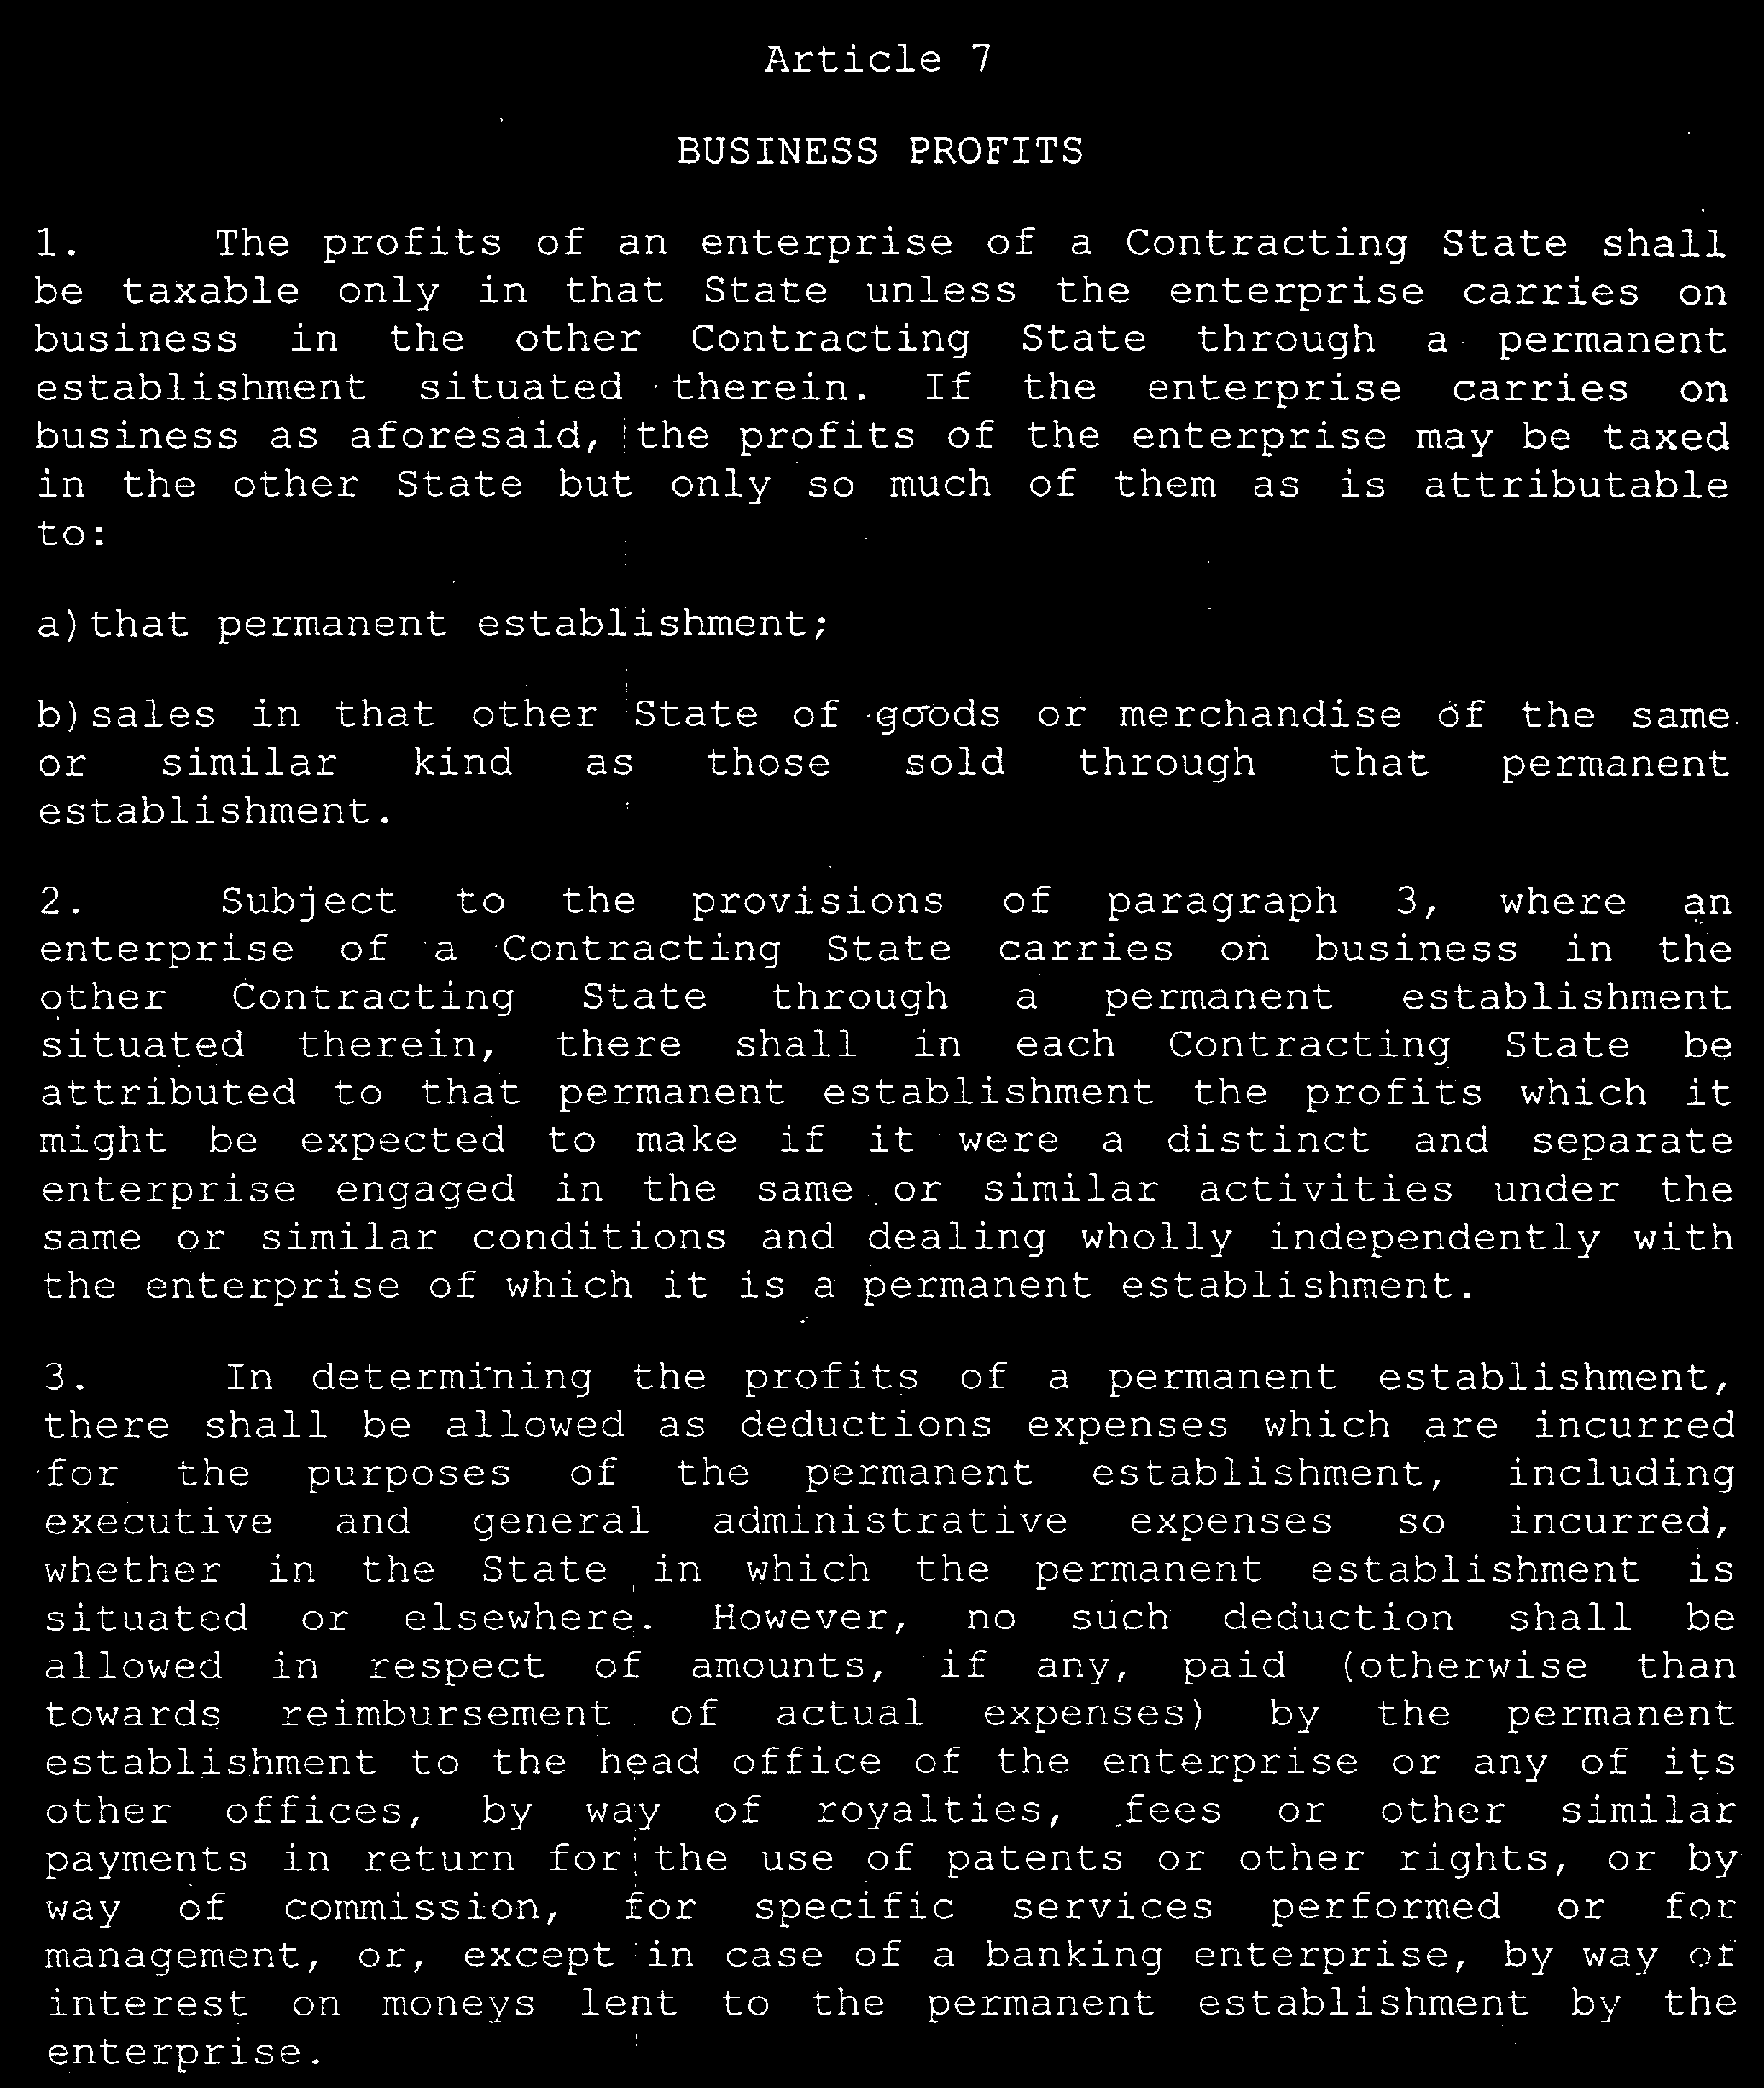 Article 7
BUSINESS PROFITS
1. The profits of an enterprise of a Contracting State shall
be taxable only in that State unless the enterprise carries on
business in the other Contracting State through a permanent
establishment situated therein. If the enterprise carries on
business as aforesaid, the profits of the enterprise may be taxed
in the other State but only so much of them as is attributable
to:
a) that permanent establishment;
b) sales in that other State of goods or merchandise of the same
or similar kind as those sold through that permanent
establishment.
2. Subject to the provisions of paragraph 3, where an
enterprise of a Contracting State carries on business in the
other Contracting State through a permanent establishment
situated therein, there shall in each Contracting State be
attributed to that permanent establishment the profits which it
might be expected to make if it were a distinct and separate
enterprise engaged in the same or similar activities under the
same or similar conditions and dealing wholly independently with
the enterprise of which it is a permanent establishment.
3. In determining the profits of a permanent establishment,
there shall be allowed as deductions expenses which are incurred
for the purposes of the permanent establishment, including
executive and general administrative expenses so incurred,
whether in the State in which the permanent establishment is
situated or elsewhere. However, no such deduction shall be
allowed in respect of amounts, if any, paid (otherwise than
towards reimbursement of actual expenses) by the permanent
establishment to the head office of the enterprise or any of its
other offices, by way of royalties, fees or other similar
payments in return for the use of patents or other rights, or by
way of commission, for specific services performed or for
management, or, except in case of a banking enterprise, by way of
interest on moneys lent to the permanent establishment by the
enterprise.